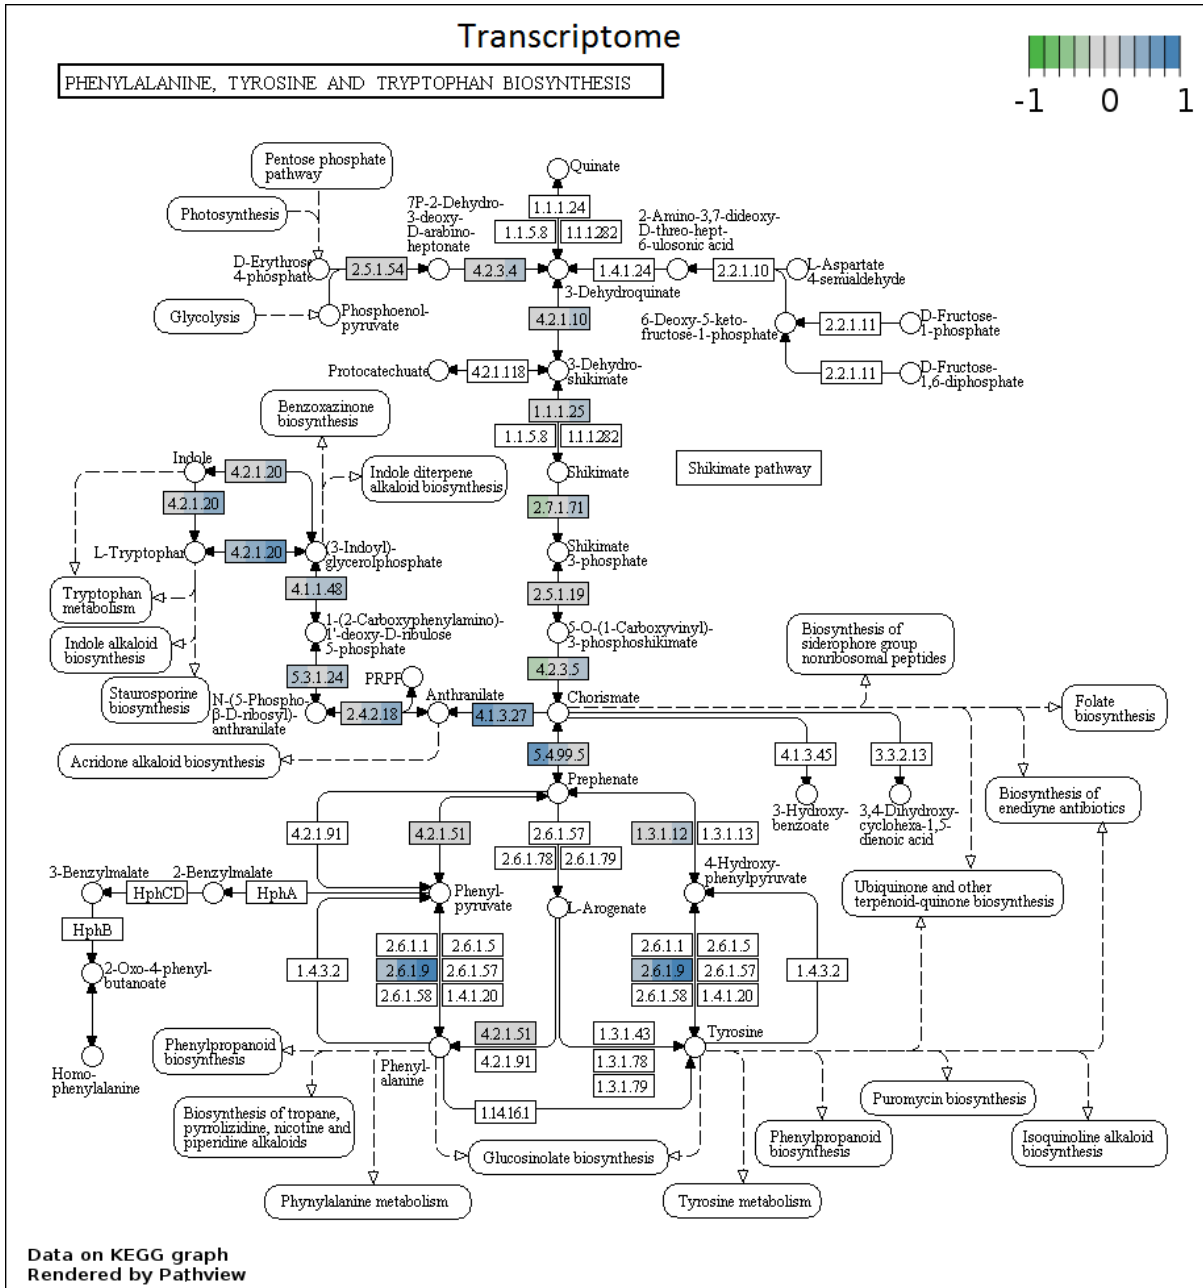 Transcriptome
-1 0 1
PHENYLALANINE, TYROSINE AND TRYPTOPHAN BIOSYNTHESIS
Pentose phosphate
pathway
Quinate
Photosynthesis
7P-2-Dehydro-
3-deoxy-
D-arabino-
heptonate
1.1.1.24
1.1.5.8
1.1.1282
2-Amino-3,7-dideoxy-
D-threo-hept-
6-ulosonic acid
D-Erythrose
4-phosphate
2.5.1.54
4.2.3.4
1.4.1.24
2.2.1.10
L-Aspartate
4-semialdehyde
3-Dehydroquinate
Glycolysis
Phosphoenol-
pyruvate
4.2.1.10
6-Deoxy-5-keto-
fructose-1-phosphate
2.2.1.11
D-Fructose-
1-phosphate
Protocatechuate
4.2.1.118
3-Dehydro-
shikimate
2.2.1.11
D-Fructose-
1,6-diphosphate
Benzoxazinone
biosynthesis
1.1.1.25
1.1.5.8
1.1.1282
Indole
4.2.1.20
Indole diterpene
alkaloid biosynthesis
Shikimate
Shikimate pathway
4.2.1.20
2.7.1.71
L-Tryptophan
4.2.1.20
(3-Indoyl)-
glycerolphosphate
Shikimate
3-phosphate
Tryptophan
metabolism
4.1.1.48
2.5.1.19
Indole alkaloid
biosynthesis
1-(2-Carboxyphenylamino)-
1'-deoxy-D-ribulose
5-phosphate
5-O-(1-Carboxyvinyl)-
3-phosphoshikimate
Biosynthesis of
siderophore group
nonribosomal peptides
Staurosporine
biosynthesis
5.3.1.24
PRPP
4.2.3.5
N-(5-Phospho-
β-D-ribosyl)-
anthranilate
2.4.2.18
Anthranilate
4.1.3.27
Chorismate
Folate
biosynthesis
Acridone alkaloid biosynthesis
5.4.99.5
4.1.3.45
3.3.2.13
Prephenate
3-Hydroxy-
benzoate
3,4-Dihydroxy-
cyclohexa-1,5-
dienoic acid
Biosynthesis of
enediyne antibiotics
4.2.1.91
4.2.1.51
2.6.1.57
2.6.1.78
2.6.1.79
1.3.1.12
1.3.1.13
3-Benzylmalate
2-Benzylmalate
4-Hydroxy-
phenylpyruvate
HphCD
HphA
Phenyl-
pyruvate
L-Arogenate
Ubiquinone and other
terpenoid-quinone biosynthesis
HphB
2.6.1.1
2.6.1.5
2.6.1.1
2.6.1.5
2-Oxo-4-phenyl-
butanoate
1.4.3.2
2.6.1.9
2.6.1.57
2.6.1.9
2.6.1.57
1.4.3.2
2.6.1.58
1.4.1.20
2.6.1.58
1.4.1.20
Phenylpropanoid
biosynthesis
4.2.1.51
4.2.1.91
1.3.1.43
1.3.1.78
1.3.1.79
Tyrosine
Homo-
phenylalanine
Phenyl-
alanine
Biosynthesis of tropane,
pyrrolizidine, nicotine and
piperidine alkaloids
1.14.16.1
Puromycin biosynthesis
Phenylpropanoid
biosynthesis
Isoquinoline alkaloid
biosynthesis
Glucosinolate biosynthesis
Phynylalanine metabolism
Tyrosine metabolism
Data on KEGG graph
Rendered by Pathview